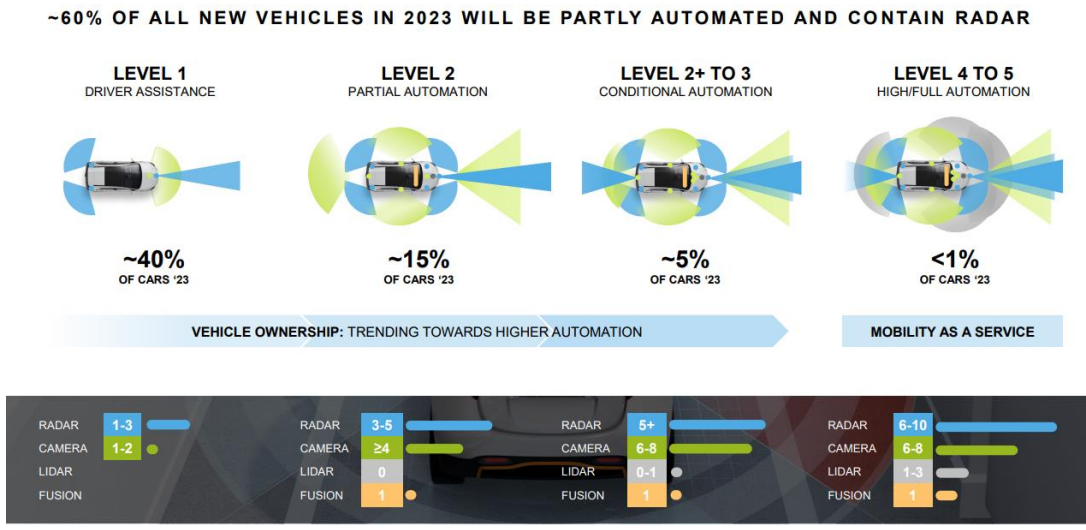 ~60% OF ALL NEW VEHICLES IN 2023 WILL BE PARTLY AUTOMATED AND CONTAIN RADAR
LEVEL 1
DRIVER ASSISTANCE
~40%
OF CARS ‘23
LEVEL 2
PARTIAL AUTOMATION
~15%
OF CARS ‘23
LEVEL 2+ TO 3
CONDITIONAL AUTOMATION
~5%
OF CARS ‘23
LEVEL 4 TO 5
HIGH/FULL AUTOMATION
<1%
OF CARS ‘23
VEHICLE OWNERSHIP: TRENDING TOWARDS HIGHER AUTOMATION
MOBILITY AS A SERVICE
RADAR 1-3
CAMERA 1-2
LIDAR
FUSION
RADAR 3-5
CAMERA ≥4
LIDAR 0
FUSION 1
RADAR 5+
CAMERA 6-8
LIDAR 0-1
FUSION 1
RADAR 6-10
CAMERA 6-8
LIDAR 1-3
FUSION 1